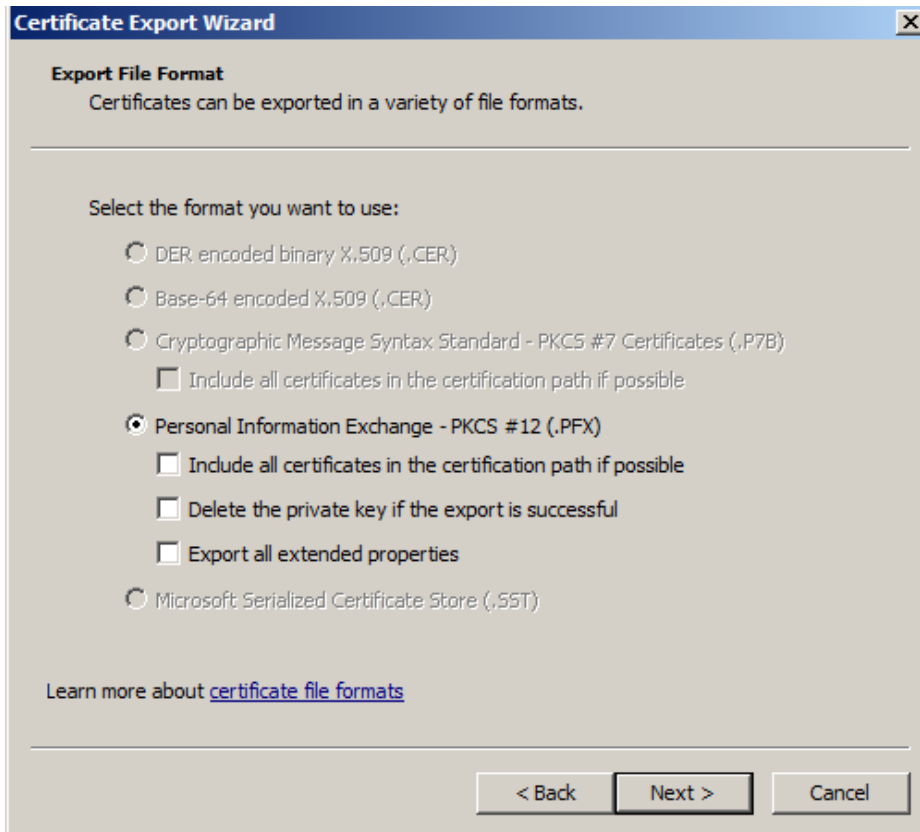 Certificate Export Wizard
Export File Format
Certificates can be exported in a variety of file formats.
Select the format you want to use:
DER encoded binary X.509 (.CER)
Base-64 encoded X.509 (.CER)
Cryptographic Message Syntax Standard - PKCS #7 Certificates (.P7B)
Include all certificates in the certification path if possible
Personal Information Exchange - PKCS #12 (.PFX)
Include all certificates in the certification path if possible
Delete the private key if the export is successful
Export all extended properties
Microsoft Serialized Certificate Store (.SST)
Learn more about certificate file formats
< Back Next > Cancel